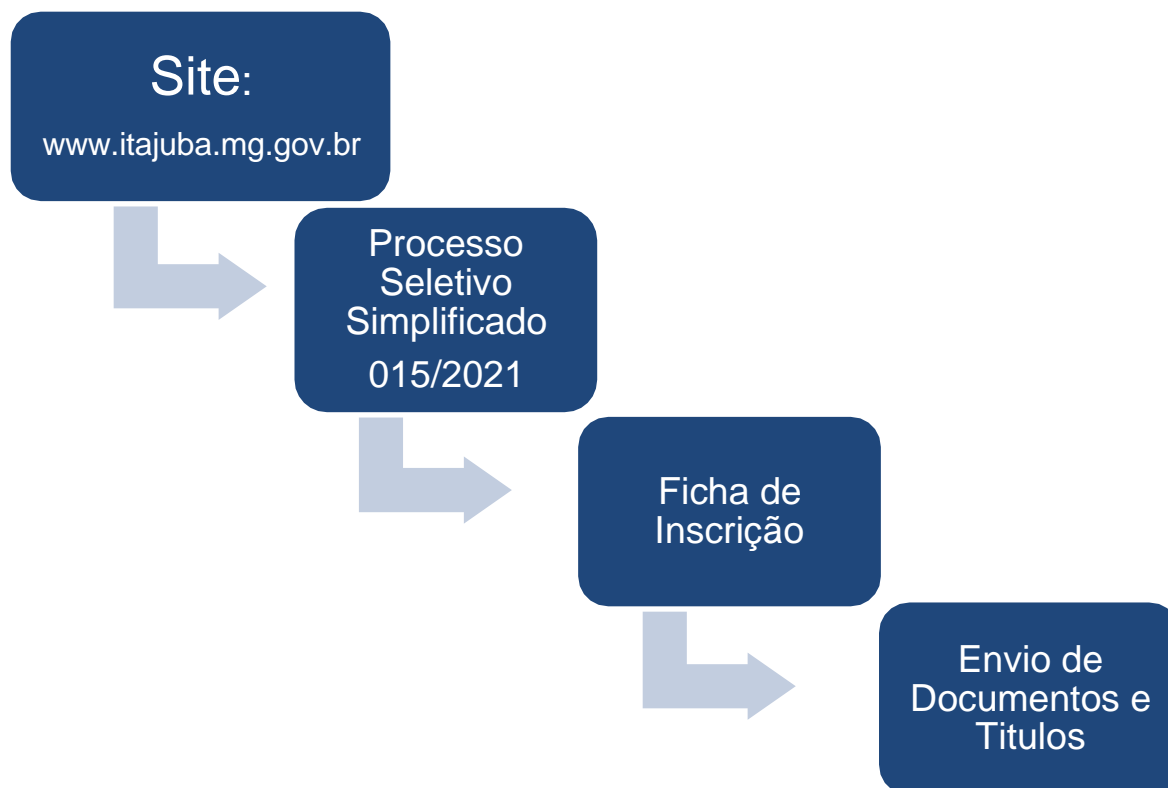 Site:
www.itajuba.mg.gov.br
Processo
Seletivo
Simplificado
015/2021
Ficha de
Inscrição
Envio de
Documentos e
Titulos